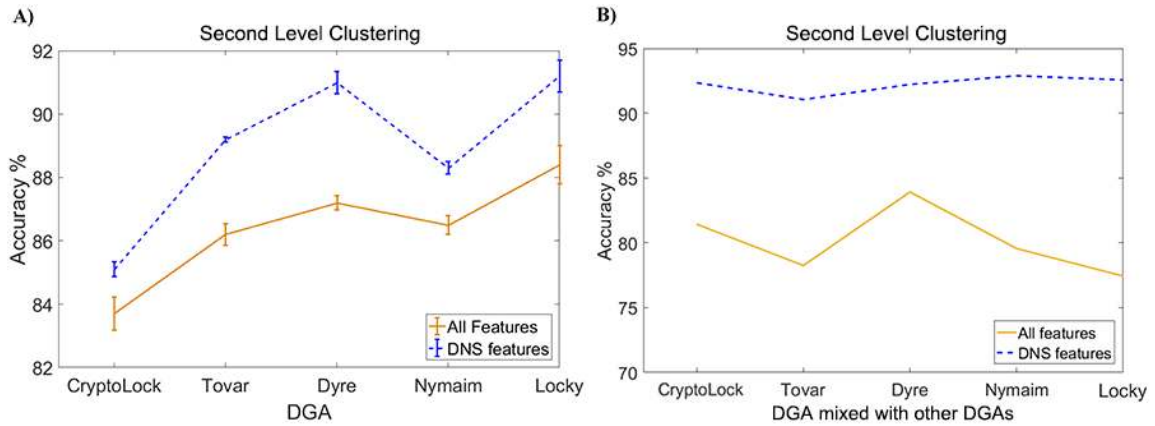 A)
Second Level Clustering
92
90
88
86
84
82
Accuracy %
CryptoLock Tovar Dyre Nymaim Locky
DGA
All Features
DNS features
B)
Second Level Clustering
95
90
85
80
75
70
Accuracy %
CryptoLock Tovar Dyre Nymaim Locky
DGA mixed with other DGAs
All features
DNS features